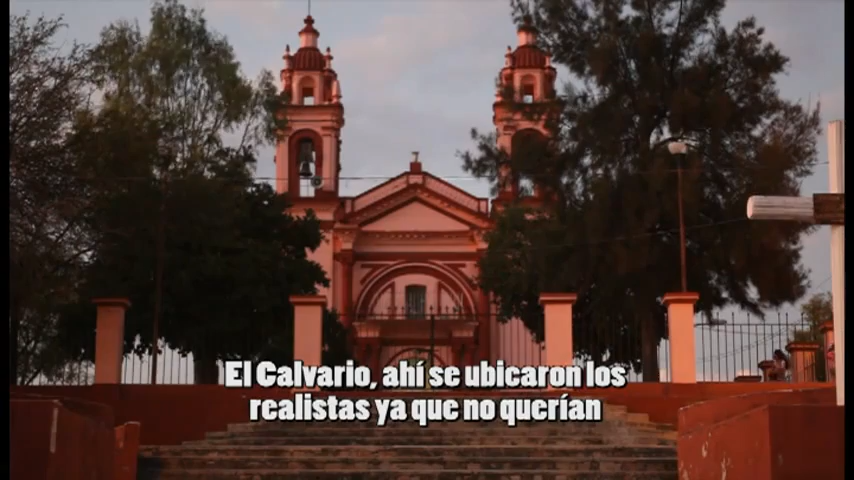 El Calvario, ahí se ubicaron los
realistas ya que no querían